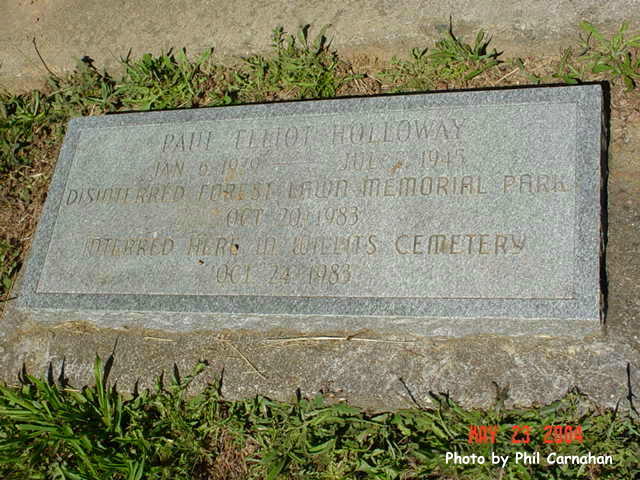 PAUL ELLIOT HOLLOWAY
JAN 6, 1939 — JULY 1945
DISINTERRED FOREST LAWN MEMORIAL PARK
OCT 20, 1983
INTERRED HERE IN WILLITS CEMETERY
OCT 24 1983
MAY 23 2004
Photo by Phil Carnahan